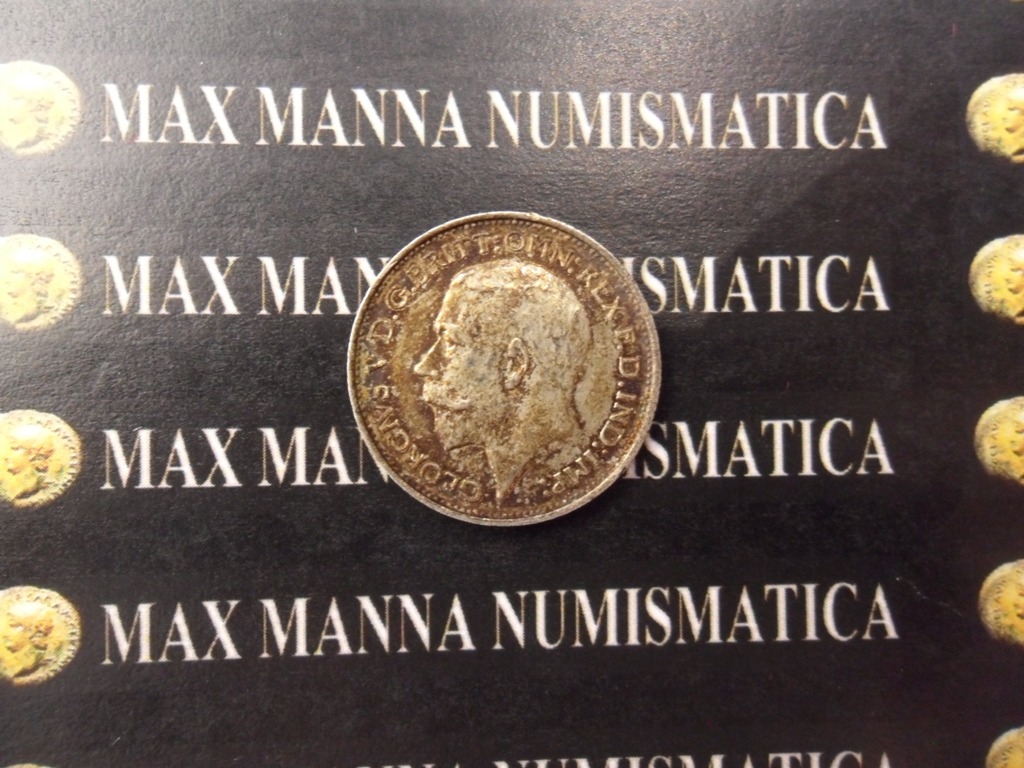 MAX MANNA NUMISMATICA
MAX MAN ISMATICA
MAX MAN ISMATICA
MAX MANNA NUMISMATICA
GEORGIVS V D.G.BRITT:OMN:REX F.D.IND:IMP: